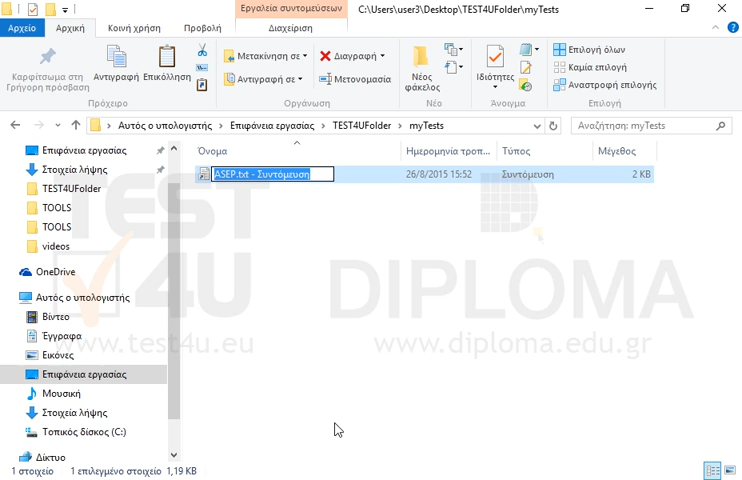 Εργαλεία συντομεύσεων
C:\Users\user3\Desktop\TEST4UFolder\myTests
Αρχείο
Αρχική
Κοινή χρήση
Προβολή
Διαχείριση
Καρφίτσωμα στη
Γρήγορη πρόσβαση
Αντιγραφή
Επικόλληση
Μετακίνηση σε
Αντιγραφή σε
Διαγραφή
Μετονομασία
Νέος
φάκελος
Ιδιότητες
Επιλογή όλων
Καμία επιλογή
Αναστροφή επιλογής
Πρόχειρο
Οργάνωση
Νέο
Άνοιγμα
Επιλογή
Αυτός ο υπολογιστής
Επιφάνεια εργασίας
TEST4UFolder
myTests
Αναζήτηση: myTests
Όνομα
Ημερομηνία τροπ...
Τύπος
Μέγεθος
ASEP.txt - Συντόμευση
26/8/2015 15:52
Συντόμευση
2 KB
Επιφάνεια εργασίας
Στοιχεία λήψης
TEST4UFolder
TOOLS
TOOLS
videos
OneDrive
Αυτός ο υπολογιστής
Βίντεο
Έγγραφα
Εικόνες
Επιφάνεια εργασίας
Μουσική
Στοιχεία λήψης
Τοπικός δίσκος (C:)
Δίκτυο
TEST
4U
www.test4u.eu
DIPLOMA
www.diploma.edu.gr
1 στοιχείο
1 επιλεγμένο στοιχείο 1,19 KB